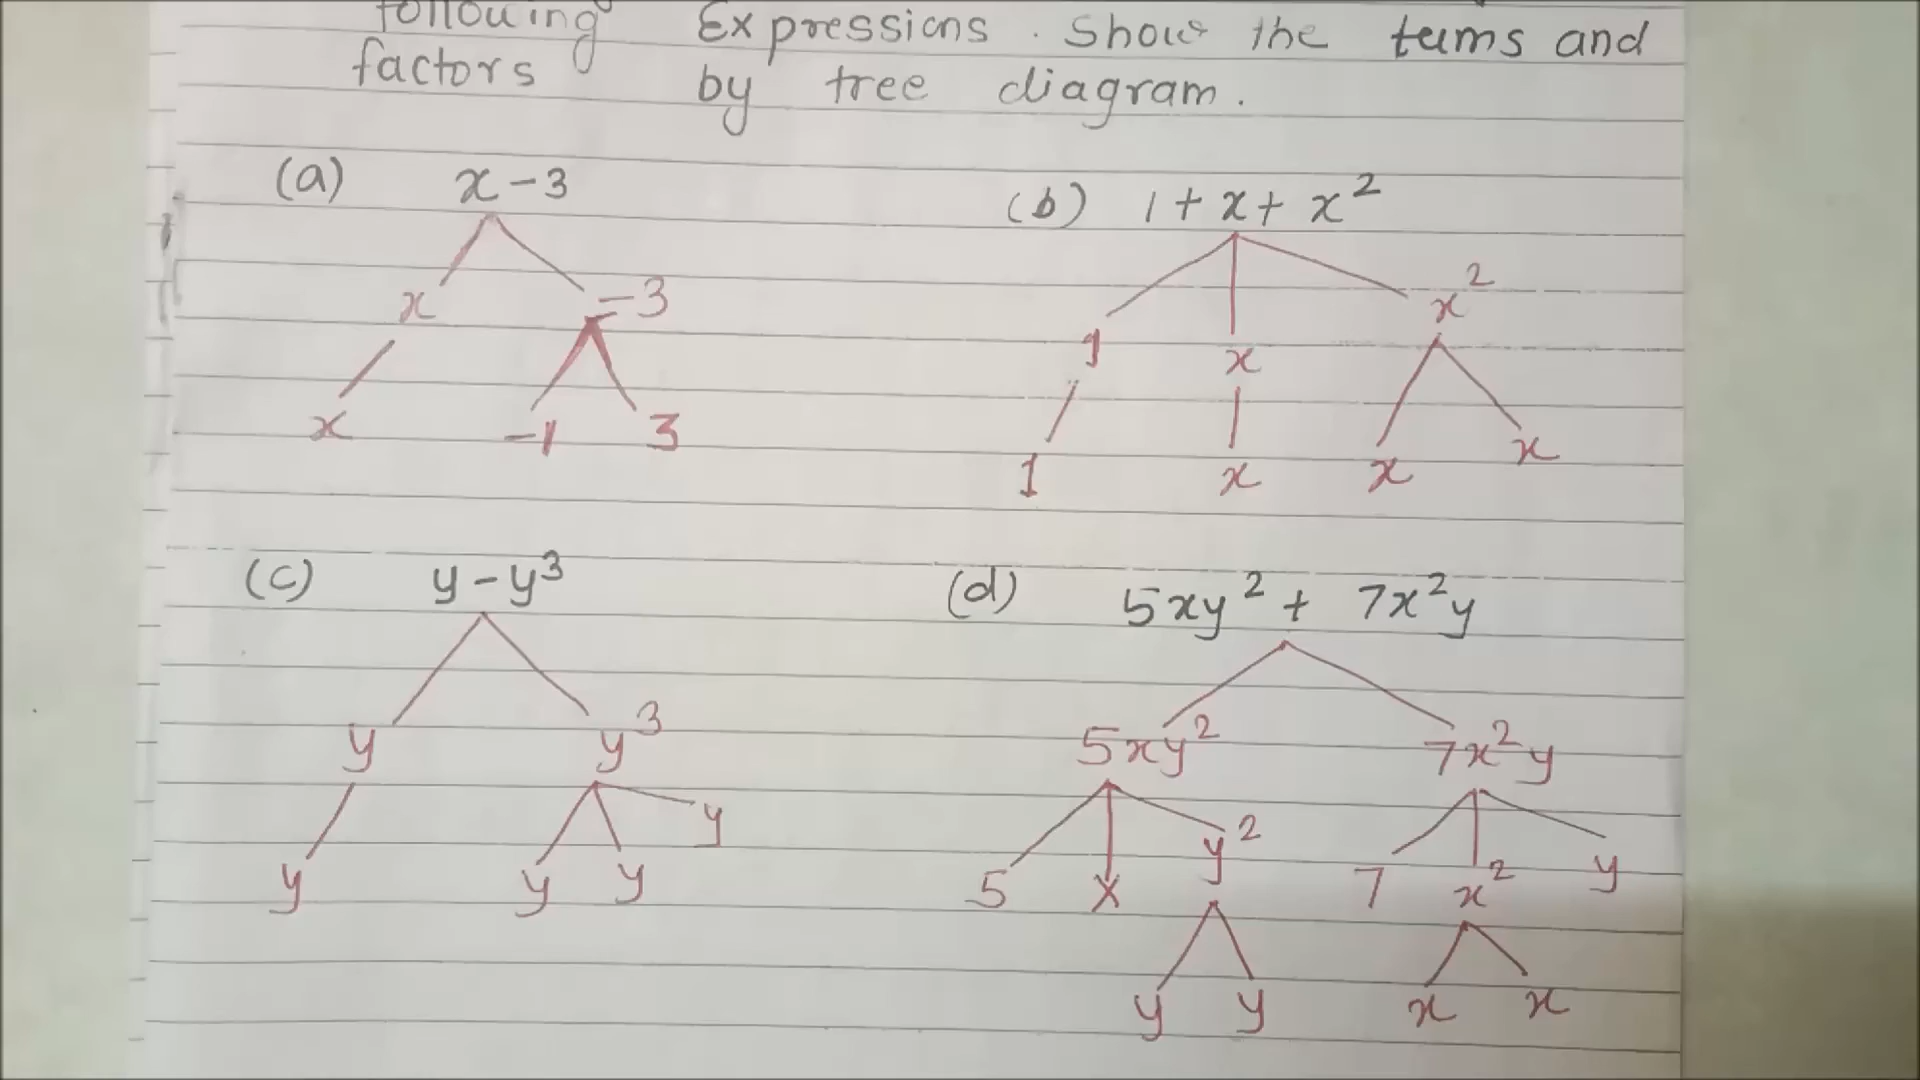 following Expressions. Show the terms and
factors by tree diagram.
(a) x - 3
x -3
x -1 3
(b) 1 + x + x²
1 x x²
1 x x x
(c) y - y³
y y³
y y y y
(d) 5xy² + 7x²y
5xy² 7x²y
5 x y² 7 x² y
y y x x